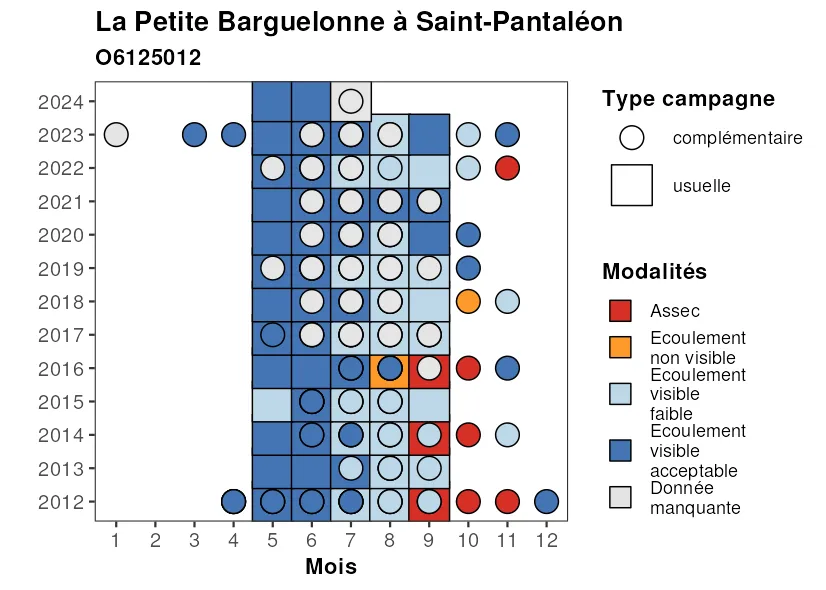 La Petite Barguelonne à Saint-Pantaléon
O6125012
2024
2023
2022
2021
2020
2019
2018
2017
2016
2015
2014
2013
2012
1 2 3 4 5 6 7 8 9 10 11 12
Mois
Type campagne
complémentaire
usuelle
Modalités
Assec
Ecoulement
non visible
Ecoulement
visible
faible
Ecoulement
visible
acceptable
Donnée
manquante